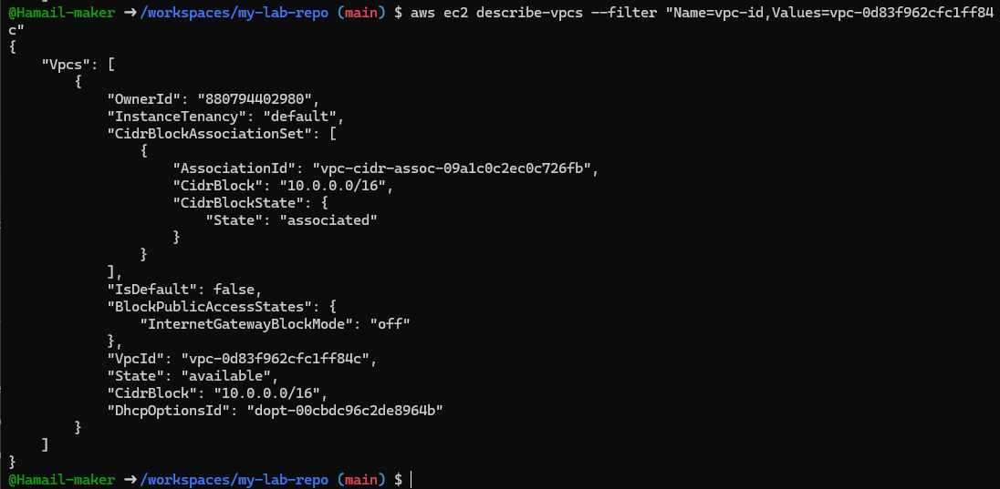 @Hamail-maker ➜/workspaces/my-lab-repo (main) $ aws ec2 describe-vpcs --filter "Name=vpc-id,Values=vpc-0d83f962cfc1ff84
c"
{
    "Vpcs": [
        {
            "OwnerId": "880794402980",
            "InstanceTenancy": "default",
            "CidrBlockAssociationSet": [
                {
                    "AssociationId": "vpc-cidr-assoc-09a1c0c2ec0c726fb",
                    "CidrBlock": "10.0.0.0/16",
                    "CidrBlockState": {
                        "State": "associated"
                    }
                }
            ],
            "IsDefault": false,
            "BlockPublicAccessStates": {
                "InternetGatewayBlockMode": "off"
            },
            "VpcId": "vpc-0d83f962cfc1ff84c",
            "State": "available",
            "CidrBlock": "10.0.0.0/16",
            "DhcpOptionsId": "dopt-00cbdc96c2de8964b"
        }
    ]
}
@Hamail-maker ➜/workspaces/my-lab-repo (main) $